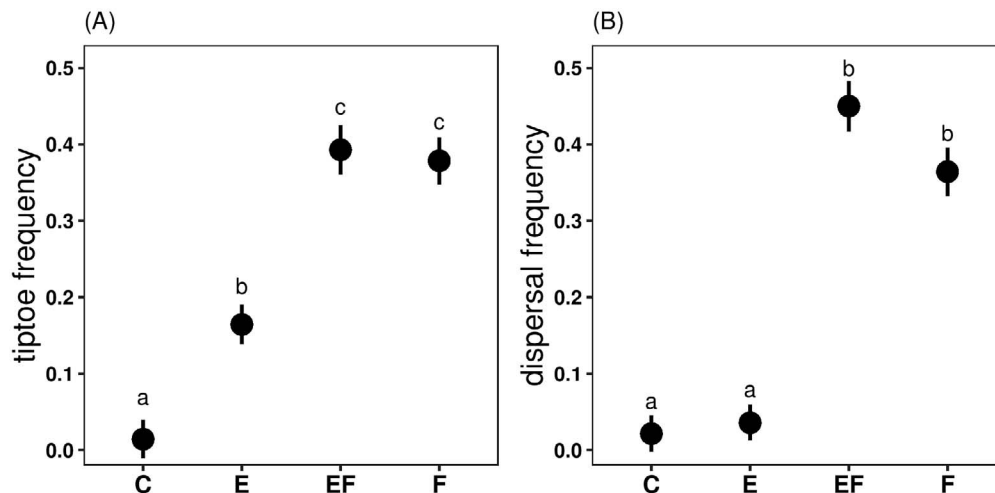 (A)
tiptoe frequency
0.5
0.4
0.3
0.2
0.1
0.0
a
b
c
c
C E EF F
(B)
dispersal frequency
0.5
0.4
0.3
0.2
0.1
0.0
a
a
b
b
C E EF F